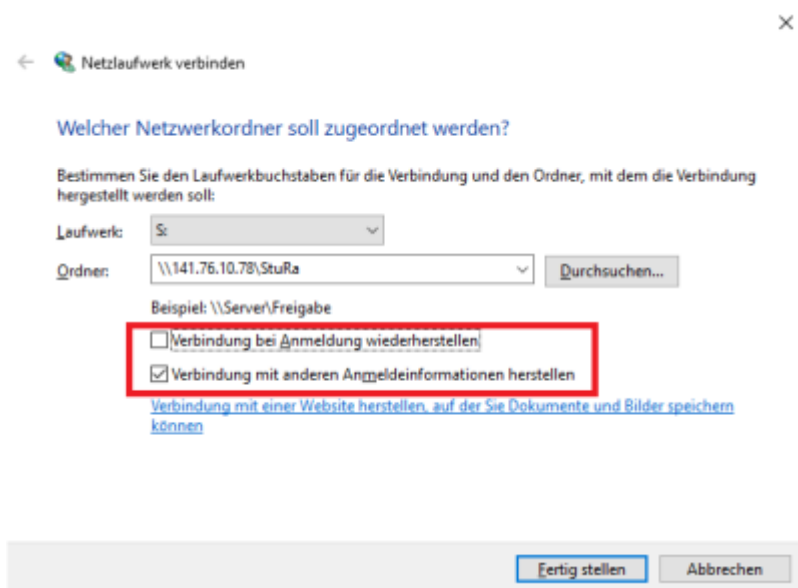 Netzlaufwerk verbinden
Welcher Netzwerkordner soll zugeordnet werden?
Bestimmen Sie den Laufwerkbuchstaben für die Verbindung und den Ordner, mit dem die Verbindung
hergestellt werden soll:
Laufwerk: S:
Ordner: \\141.76.10.78\StuRa Durchsuchen...
Beispiel: \\Server\Freigabe
Verbindung bei Anmeldung wiederherstellen
Verbindung mit anderen Anmeldeinformationen herstellen
Verbindung mit einer Website herstellen, auf der Sie Dokumente und Bilder speichern
können
Fertig stellen Abbrechen